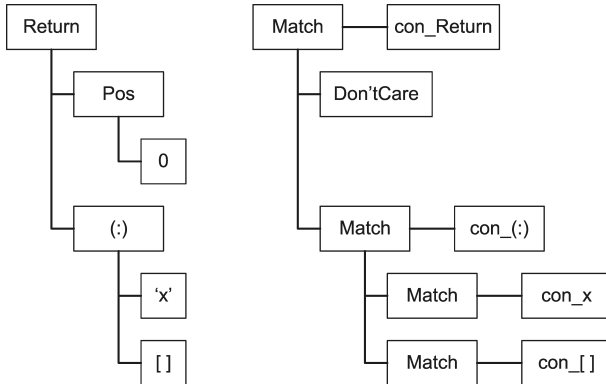 Return
Match
con_Return
Pos
Don'tCare
0
(:)
Match
con_(:)
‘x’
Match
con_x
[ ]
Match
con_[ ]